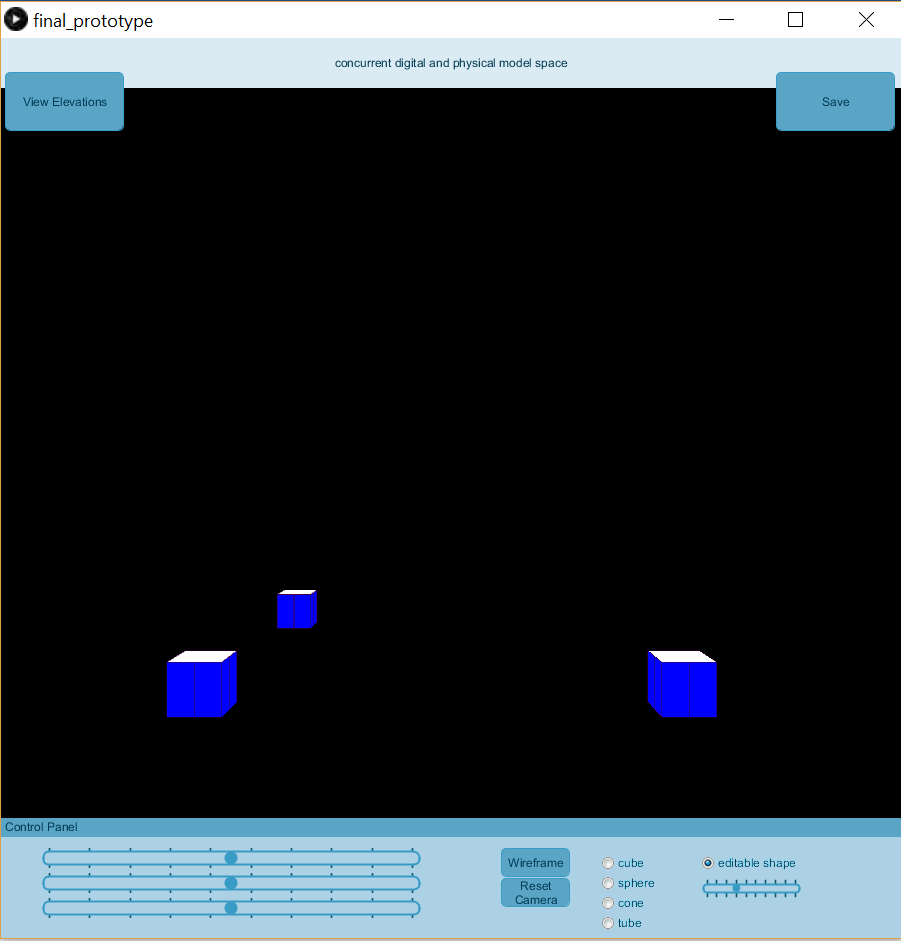 final_prototype
concurrent digital and physical model space
View Elevations
Save
Control Panel
Wireframe
Reset
Camera
cube
sphere
cone
tube
editable shape